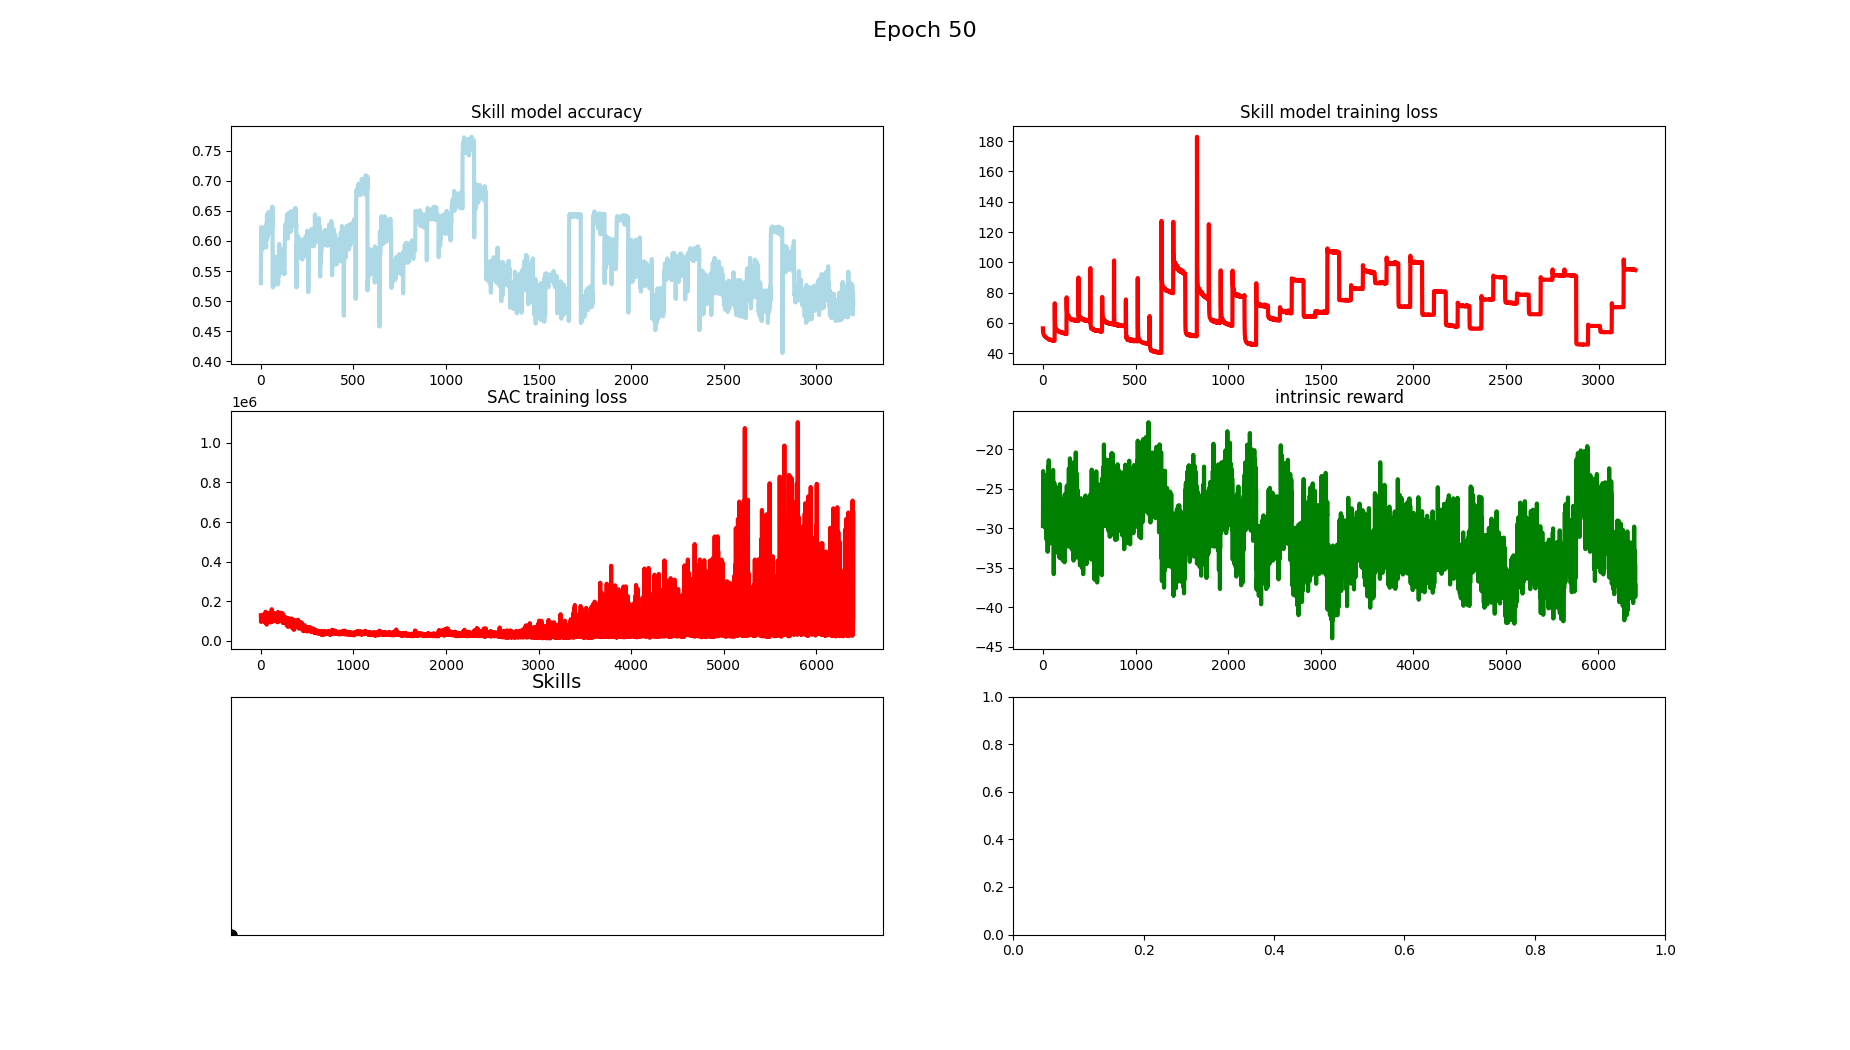 Epoch 50
Skill model accuracy
0.75
0.70
0.65
0.60
0.55
0.50
0.45
0.40
0 500 1000 1500 2000 2500 3000
Skill model training loss
180
160
140
120
100
80
60
40
0 500 1000 1500 2000 2500 3000
SAC training loss
1e6
1.0
0.8
0.6
0.4
0.2
0.0
0 1000 2000 3000 4000 5000 6000
intrinsic reward
−20
−25
−30
−35
−40
−45
0 1000 2000 3000 4000 5000 6000
Skills
1.0
0.8
0.6
0.4
0.2
0.0
0.0 0.2 0.4 0.6 0.8 1.0